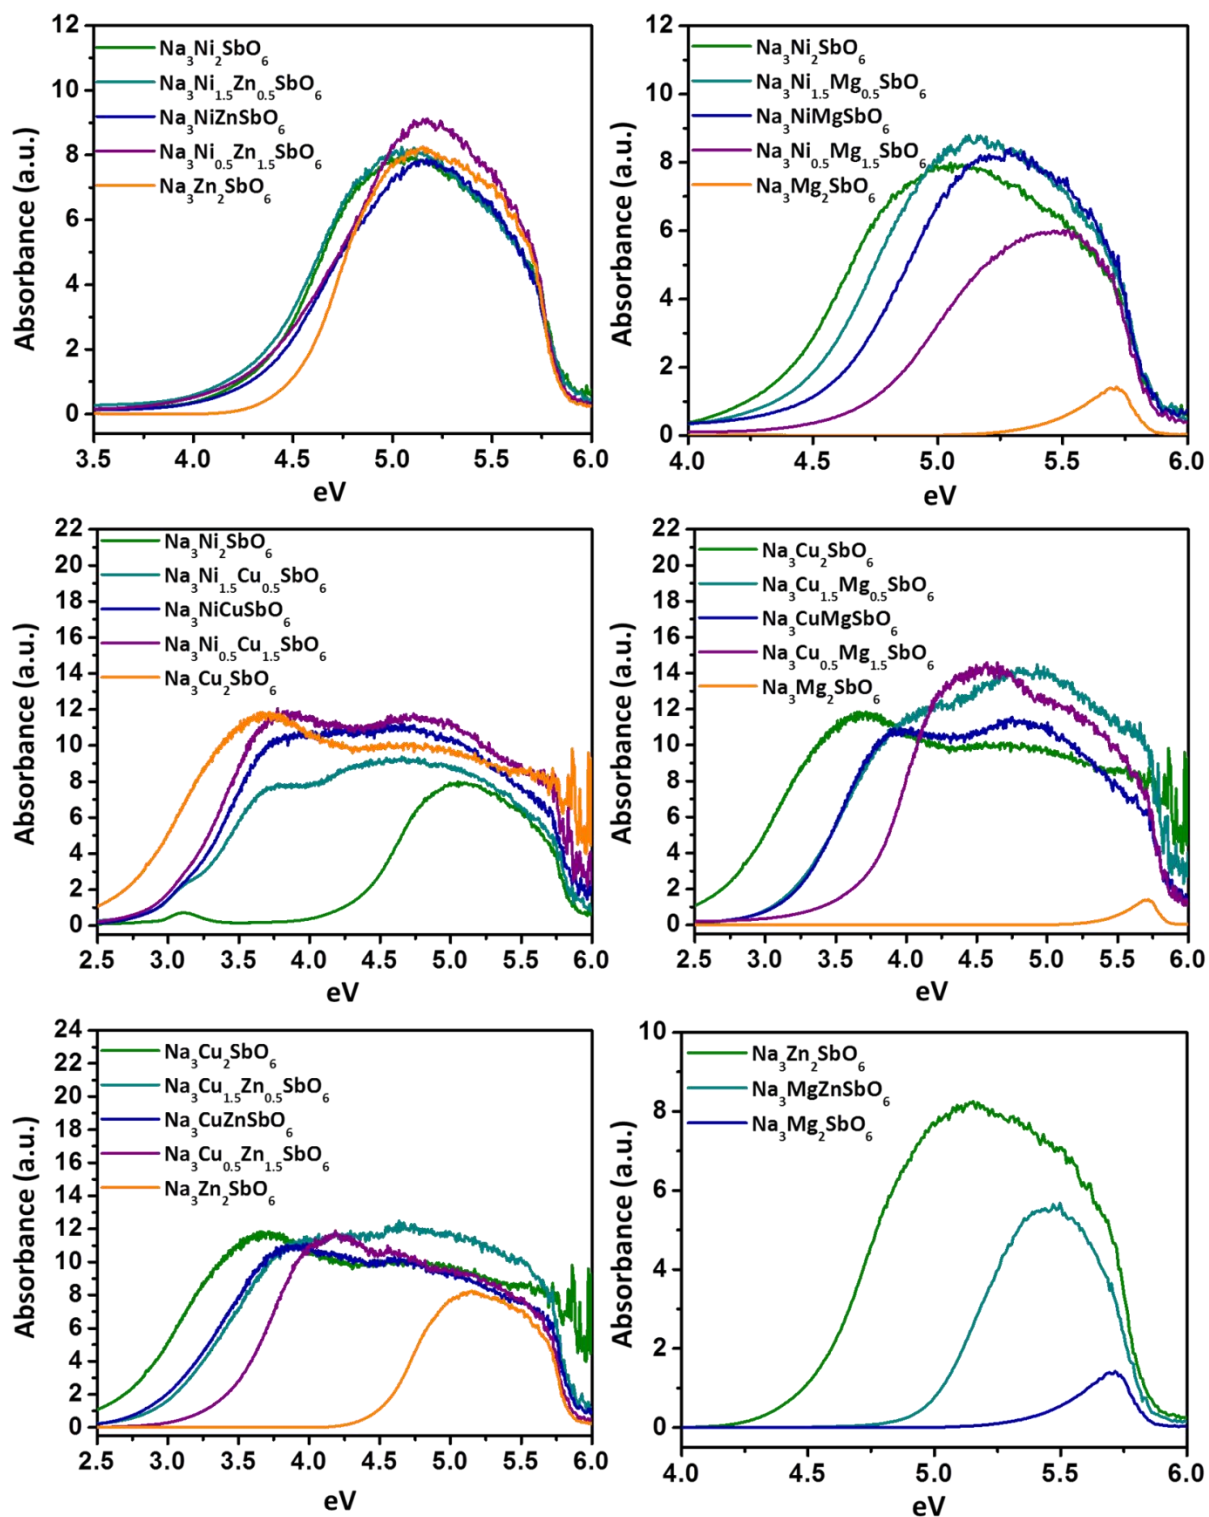 12
10
8
6
4
2
0
Absorbance (a.u.)
Na₃Ni₂SbO₆
Na₃Ni₁.₅Zn₀.₅SbO₆
Na₃NiZnSbO₆
Na₃Ni₀.₅Zn₁.₅SbO₆
Na₃Zn₂SbO₆
3.5 4.0 4.5 5.0 5.5 6.0
eV
12
10
8
6
4
2
0
Absorbance (a.u.)
Na₃Ni₂SbO₆
Na₃Ni₁.₅Mg₀.₅SbO₆
Na₃NiMgSbO₆
Na₃Ni₀.₅Mg₁.₅SbO₆
Na₃Mg₂SbO₆
4.0 4.5 5.0 5.5 6.0
eV
22
20
18
16
14
12
10
8
6
4
2
0
Absorbance (a.u.)
Na₃Ni₂SbO₆
Na₃Ni₁.₅Cu₀.₅SbO₆
Na₃NiCuSbO₆
Na₃Ni₀.₅Cu₁.₅SbO₆
Na₃Cu₂SbO₆
2.5 3.0 3.5 4.0 4.5 5.0 5.5 6.0
eV
22
20
18
16
14
12
10
8
6
4
2
0
Absorbance (a.u.)
Na₃Cu₂SbO₆
Na₃Cu₁.₅Mg₀.₅SbO₆
Na₃CuMgSbO₆
Na₃Cu₀.₅Mg₁.₅SbO₆
Na₃Mg₂SbO₆
2.5 3.0 3.5 4.0 4.5 5.0 5.5 6.0
eV
24
22
20
18
16
14
12
10
8
6
4
2
0
Absorbance (a.u.)
Na₃Cu₂SbO₆
Na₃Cu₁.₅Zn₀.₅SbO₆
Na₃CuZnSbO₆
Na₃Cu₀.₅Zn₁.₅SbO₆
Na₃Zn₂SbO₆
2.5 3.0 3.5 4.0 4.5 5.0 5.5 6.0
eV
10
8
6
4
2
0
Absorbance (a.u.)
Na₃Zn₂SbO₆
Na₃MgZnSbO₆
Na₃Mg₂SbO₆
4.0 4.5 5.0 5.5 6.0
eV